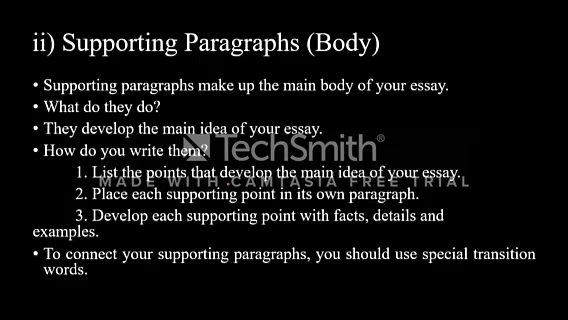 ii) Supporting Paragraphs (Body)
• Supporting paragraphs make up the main body of your essay.
• What do they do?
• They develop the main idea of your essay.
• How do you write them?
TechSmith®
1. List the points that develop the main idea of your essay.
MADE WITH CAMTASIA FREE TRIAL
2. Place each supporting point in its own paragraph.
3. Develop each supporting point with facts, details and
examples.
• To connect your supporting paragraphs, you should use special transition
words.